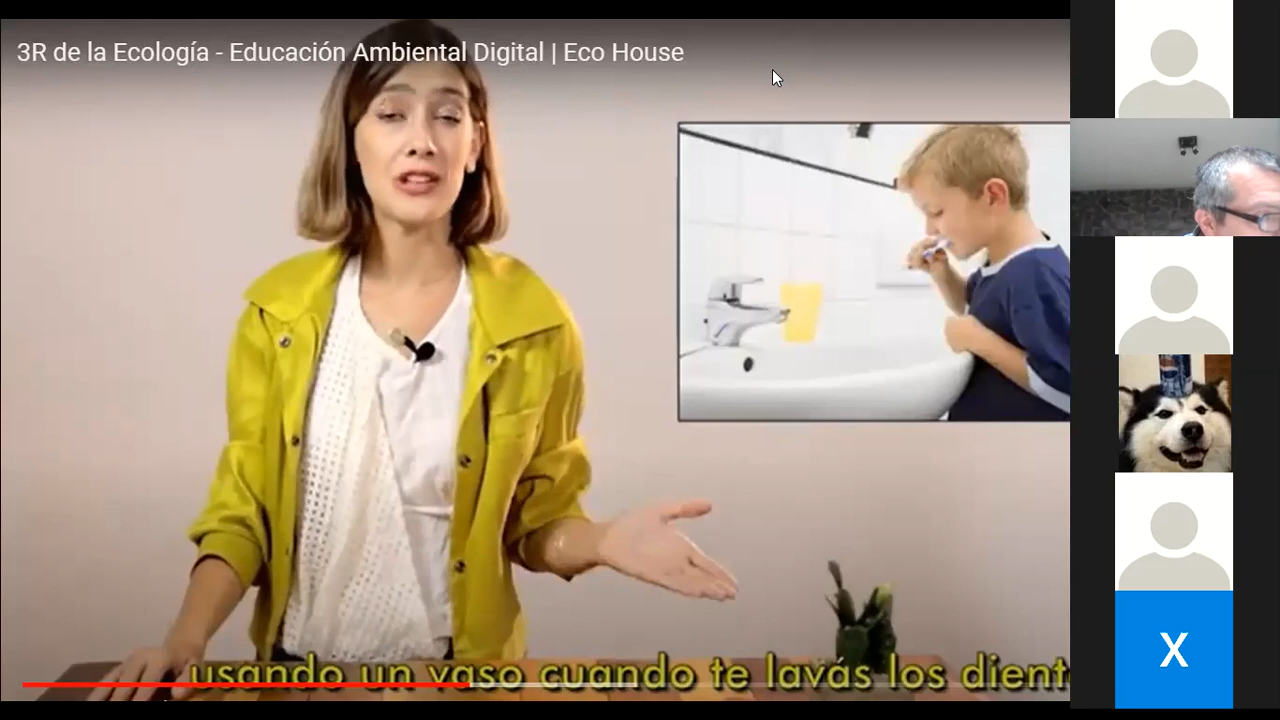 3R de la Ecología - Educación Ambiental Digital | Eco House
usando un vaso cuando te lavás los dient
X